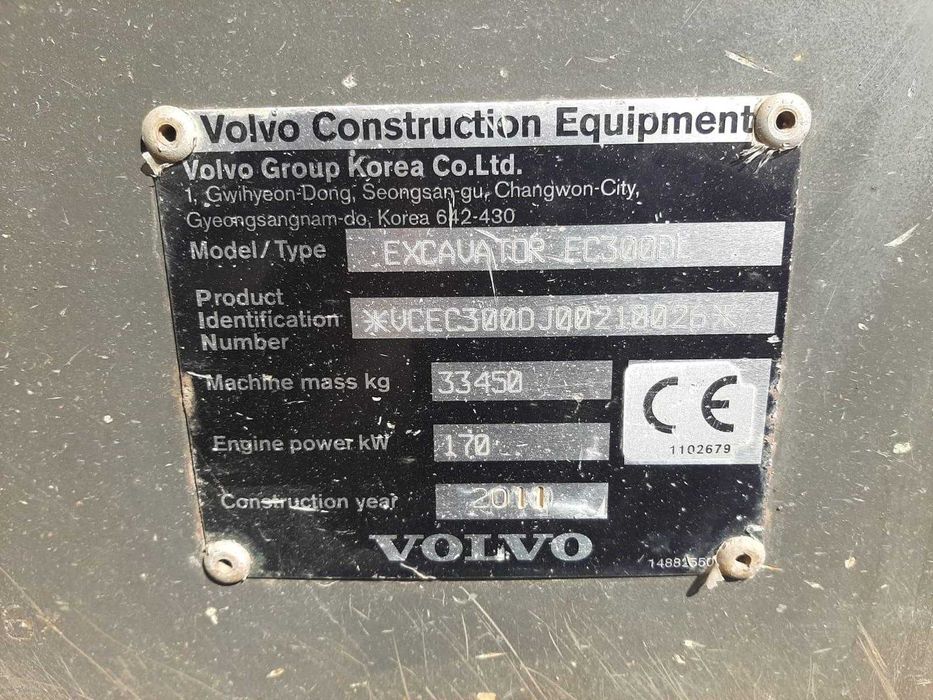 Volvo Construction Equipment
Volvo Group Korea Co.Ltd.
1, Gwihyeon-Dong, Seongsan-gu, Changwon-City,
Gyeongsangnam-do, Korea 642-430
Model/Type EXCAVATOR EC300DL
Product
Identification
Number
*VCEC300DJ00210026*
Machine mass kg 33450
Engine power kW 170
CE
1102679
Construction year
VOLVO